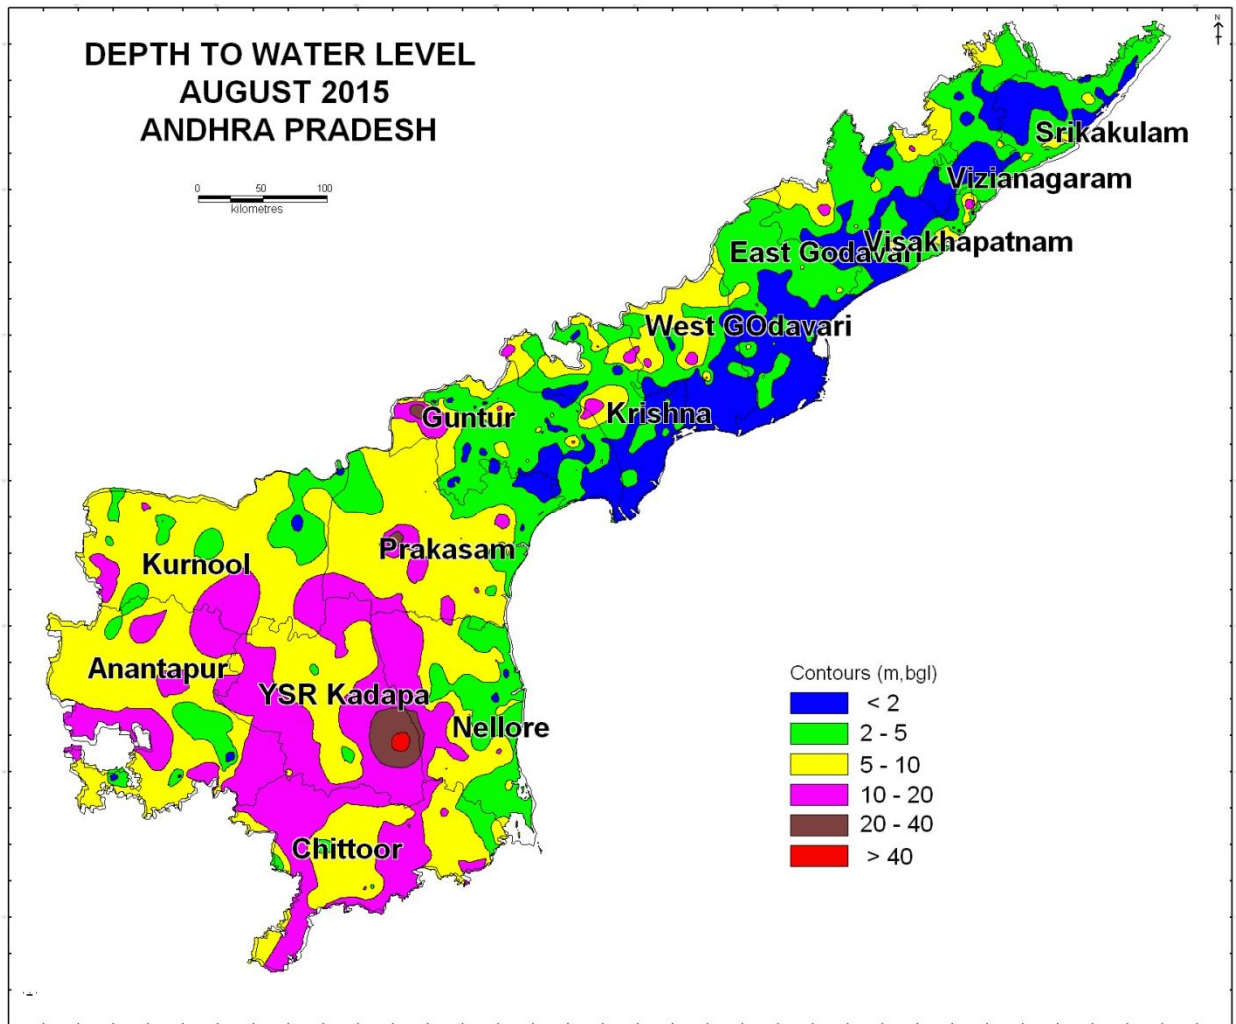 DEPTH TO WATER LEVEL
AUGUST 2015
ANDHRA PRADESH
N
0 50 100
kilometres
Srikakulam
Vizianagaram
Visakhapatnam
East Godavari
West GOdavari
Krishna
Guntur
Prakasam
Kurnool
Anantapur
YSR Kadapa
Nellore
Chittoor
Contours (m,bgl)
< 2
2 - 5
5 - 10
10 - 20
20 - 40
> 40